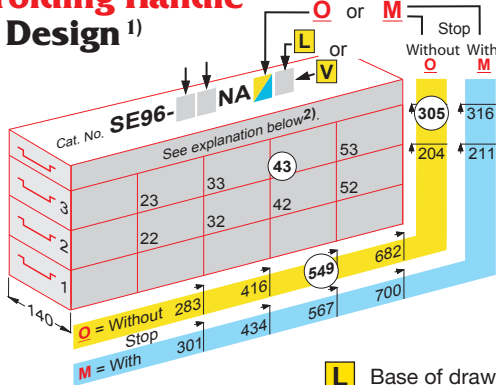 Folding Handle
Design 1)
O or M
L
or
V
Stop
Without With
O M
Cat. No. SE96- NA
See explanation below2).
305 316
204 211
43 53
23 33
42 52
22 32
3
2
1
140
O = Without 283 416 549 682
Stop
M = With 301 434 567 700
L Base of draw